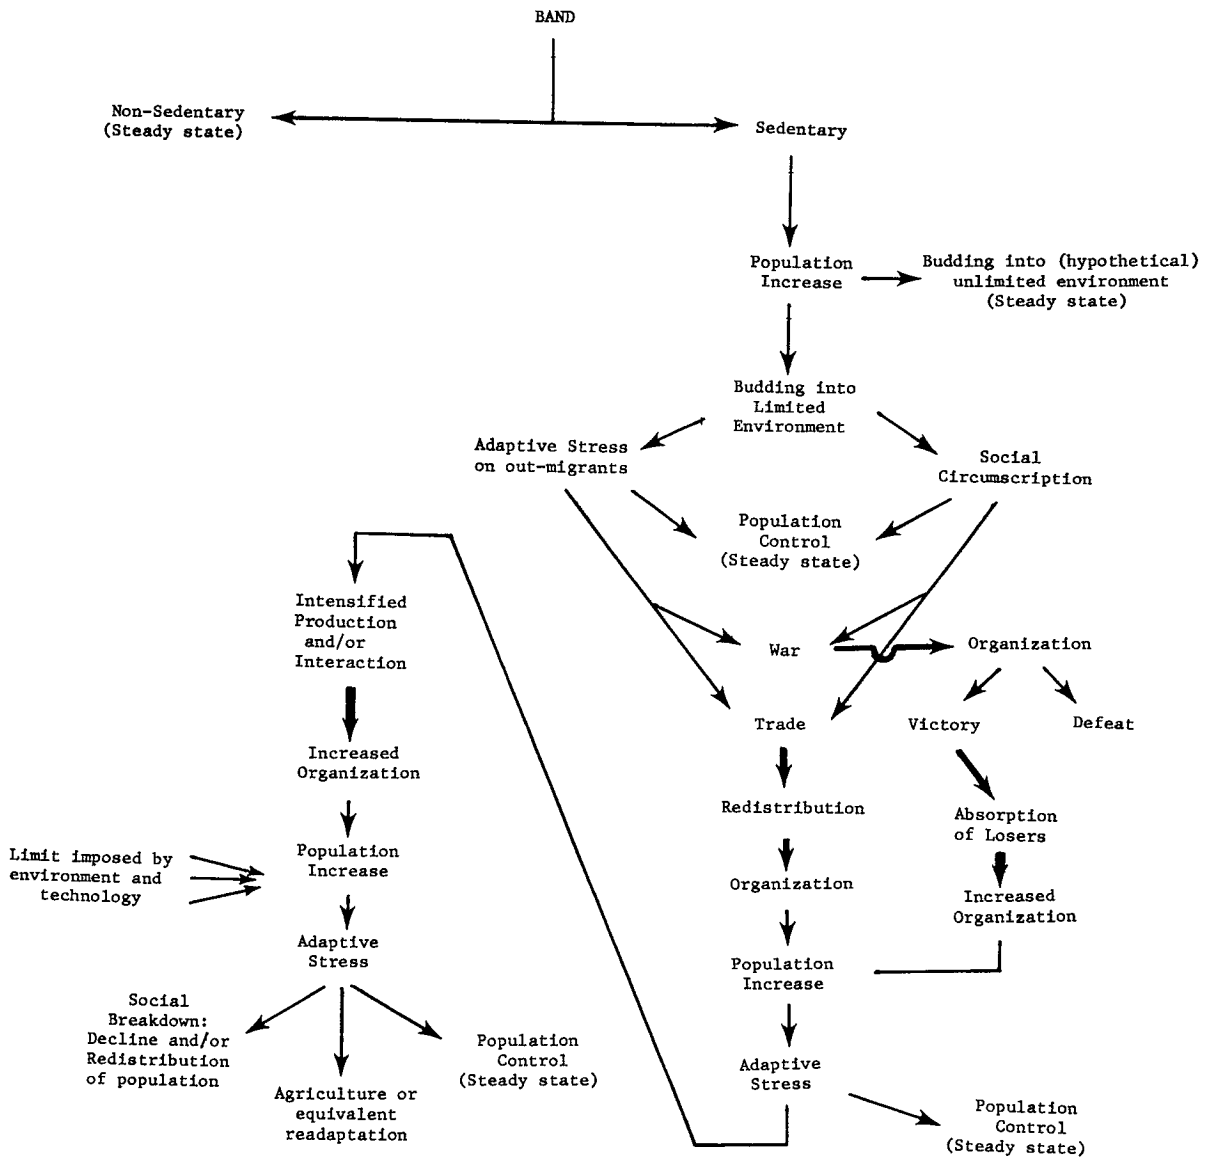 BAND
Non-Sedentary
(Steady state)
Sedentary
Population
Increase
Budding into (hypothetical)
unlimited environment
(Steady state)
Budding into
Limited
Environment
Adaptive Stress
on out-migrants
Social
Circumscription
Population
Control
(Steady state)
Intensified
Production
and/or
Interaction
War
Organization
Trade
Victory
Defeat
Increased
Organization
Redistribution
Absorption
of Losers
Limit imposed by
environment and
technology
Population
Increase
Organization
Increased
Organization
Adaptive
Stress
Population
Increase
Social
Breakdown:
Decline and/or
Redistribution
of population
Agriculture or
equivalent
readaptation
Population
Control
(Steady state)
Adaptive
Stress
Population
Control
(Steady state)